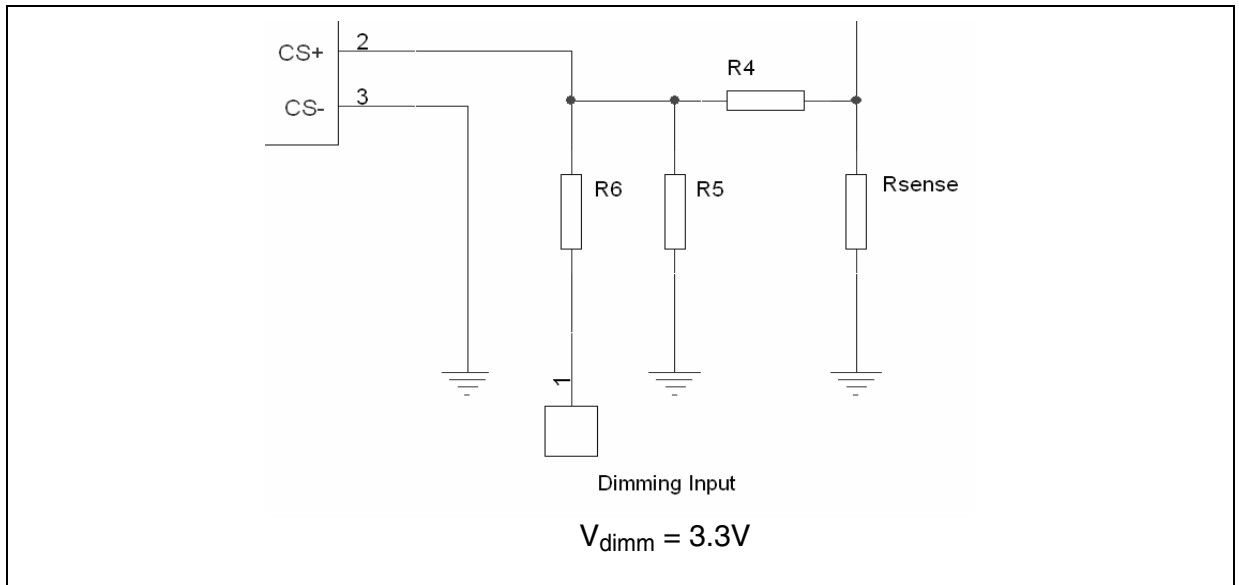 CS+
2
CS-
3
R4
R6
R5
Rsense
1
Dimming Input
Vdimm = 3.3V